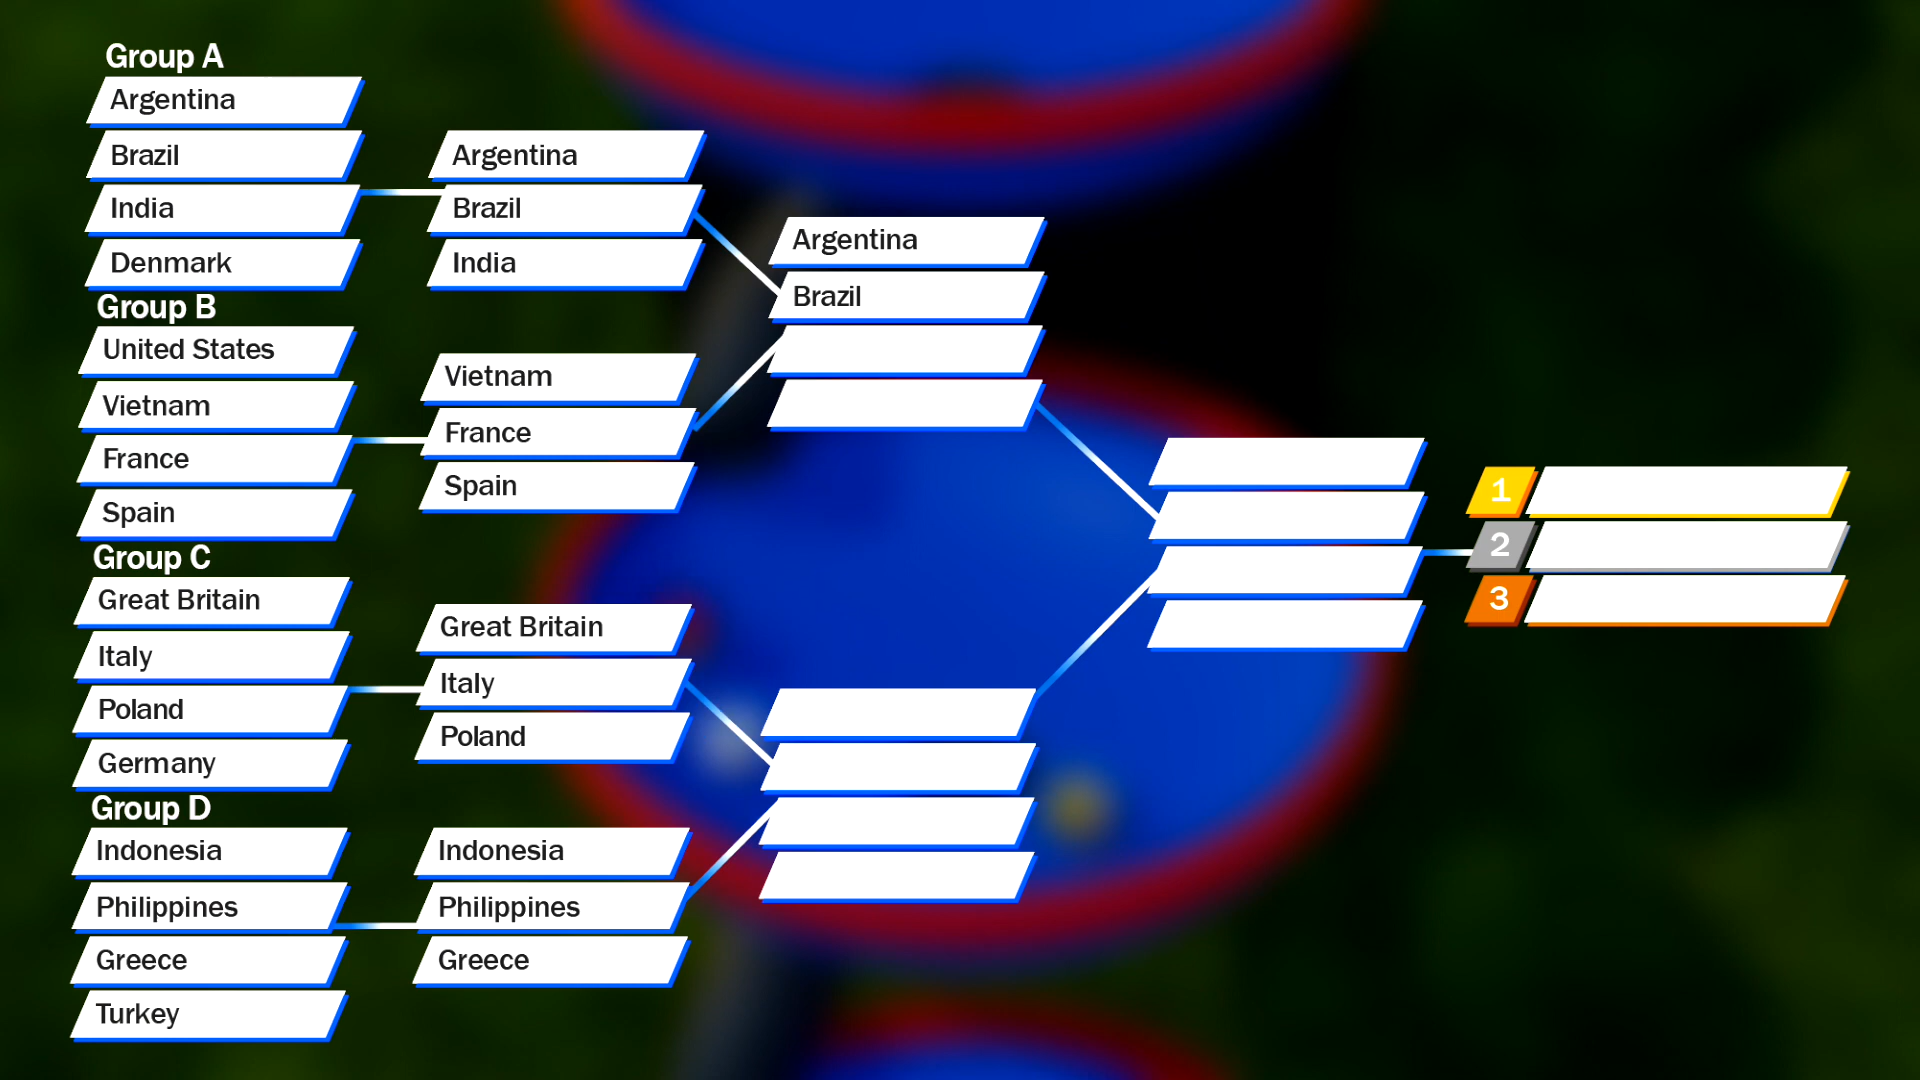 Group A
Argentina
Brazil
India
Denmark
Group B
United States
Vietnam
France
Spain
Group C
Great Britain
Italy
Poland
Germany
Group D
Indonesia
Philippines
Greece
Turkey
Argentina
Brazil
India
Vietnam
France
Spain
Great Britain
Italy
Poland
Indonesia
Philippines
Greece
Argentina
Brazil
1
2
3